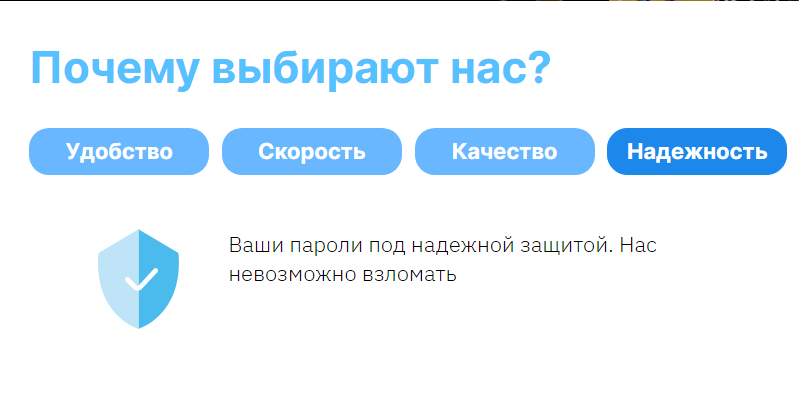 Почему выбирают нас?
Удобство Скорость Качество Надежность
Ваши пароли под надежной защитой. Нас
невозможно взломать